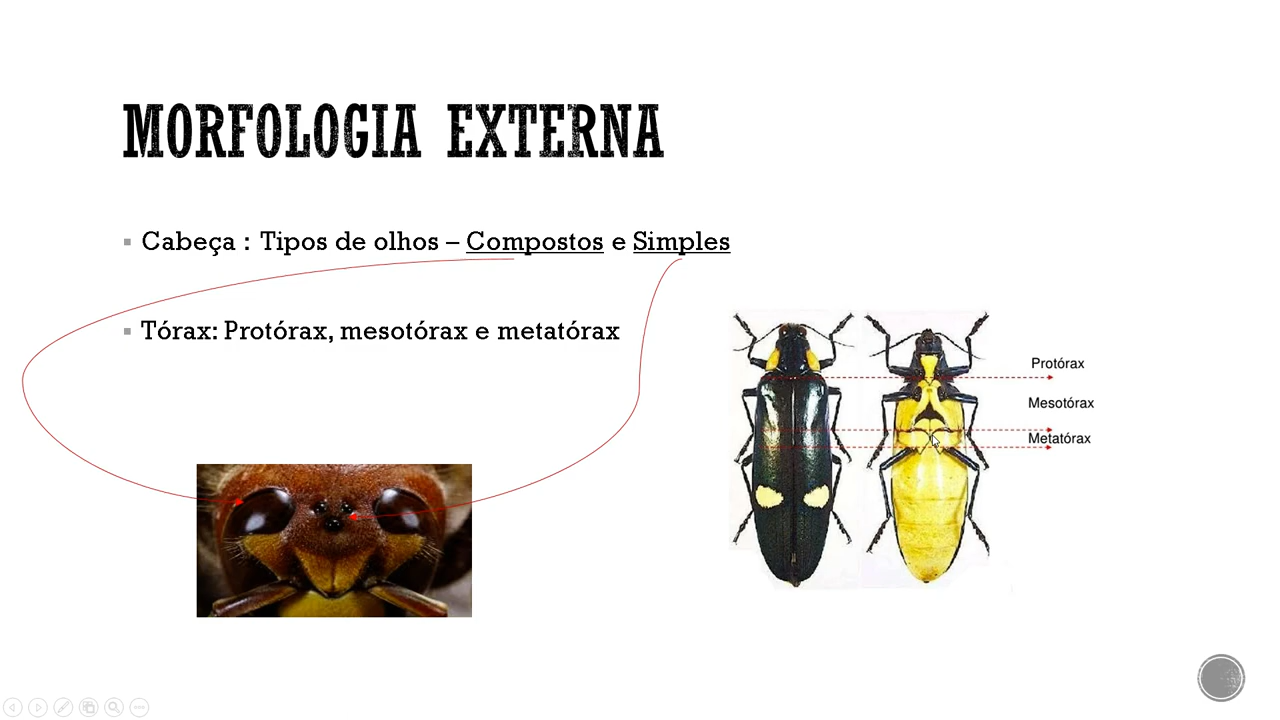 MORFOLOGIA EXTERNA
Cabeça : Tipos de olhos – Compostos e Simples
Tórax: Protórax, mesotórax e metatórax
Protórax
Mesotórax
Metatórax